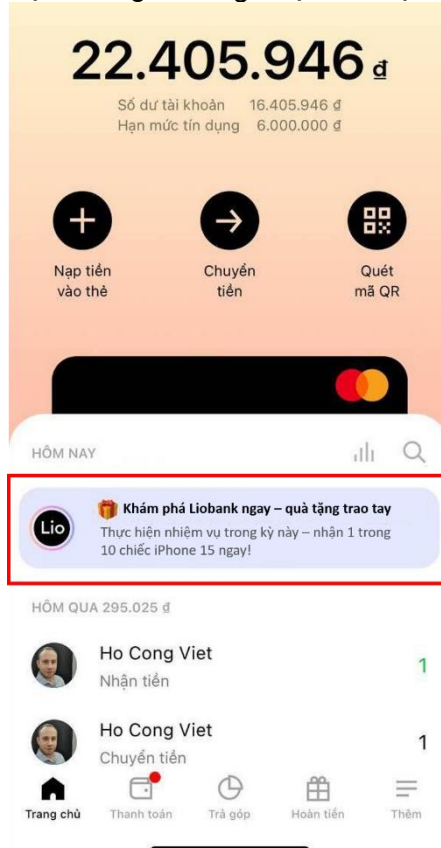 22.405.946 đ
Số dư tài khoản 16.405.946 đ
Hạn mức tín dụng 6.000.000 đ
Nạp tiền
vào thẻ
Chuyển
tiền
Quét
mã QR
HÔM NAY
Lio
Khám phá Liobank ngay – quà tặng trao tay
Thực hiện nhiệm vụ trong kỳ này – nhận 1 trong
10 chiếc iPhone 15 ngay!
HÔM QUA 295.025 đ
Ho Cong Viet
1
Nhận tiền
Ho Cong Viet
1
Chuyển tiền
Trang chủ
Thanh toán
Trả góp
Hoàn tiền
Thêm